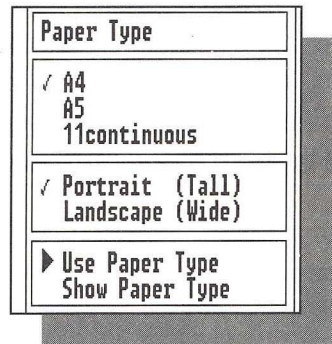 Paper Type
✓ A4
A5
11continuous
✓ Portrait (Tall)
Landscape (Wide)
▶ Use Paper Type
Show Paper Type